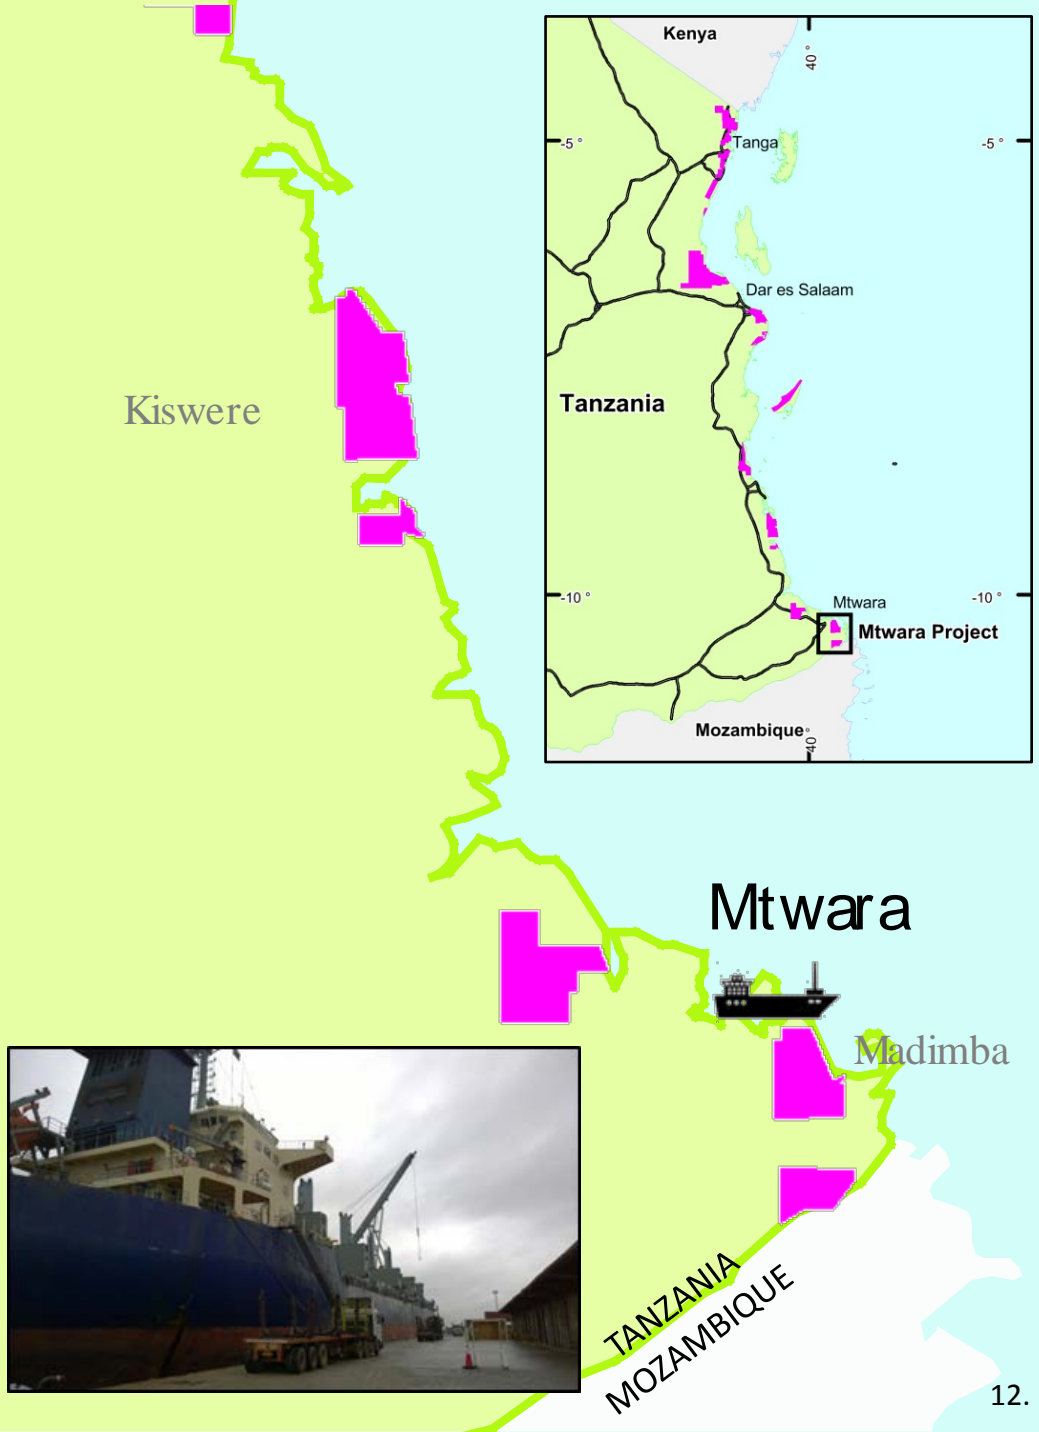 Kenya
40°
-5 °
-5 °
Tanga
Dar es Salaam
Tanzania
Kiswere
-10 °
-10 °
Mtwara
Mtwara Project
Mozambique
40°
Mtwara
Madimba
TANZANIA
MOZAMBIQUE
12.